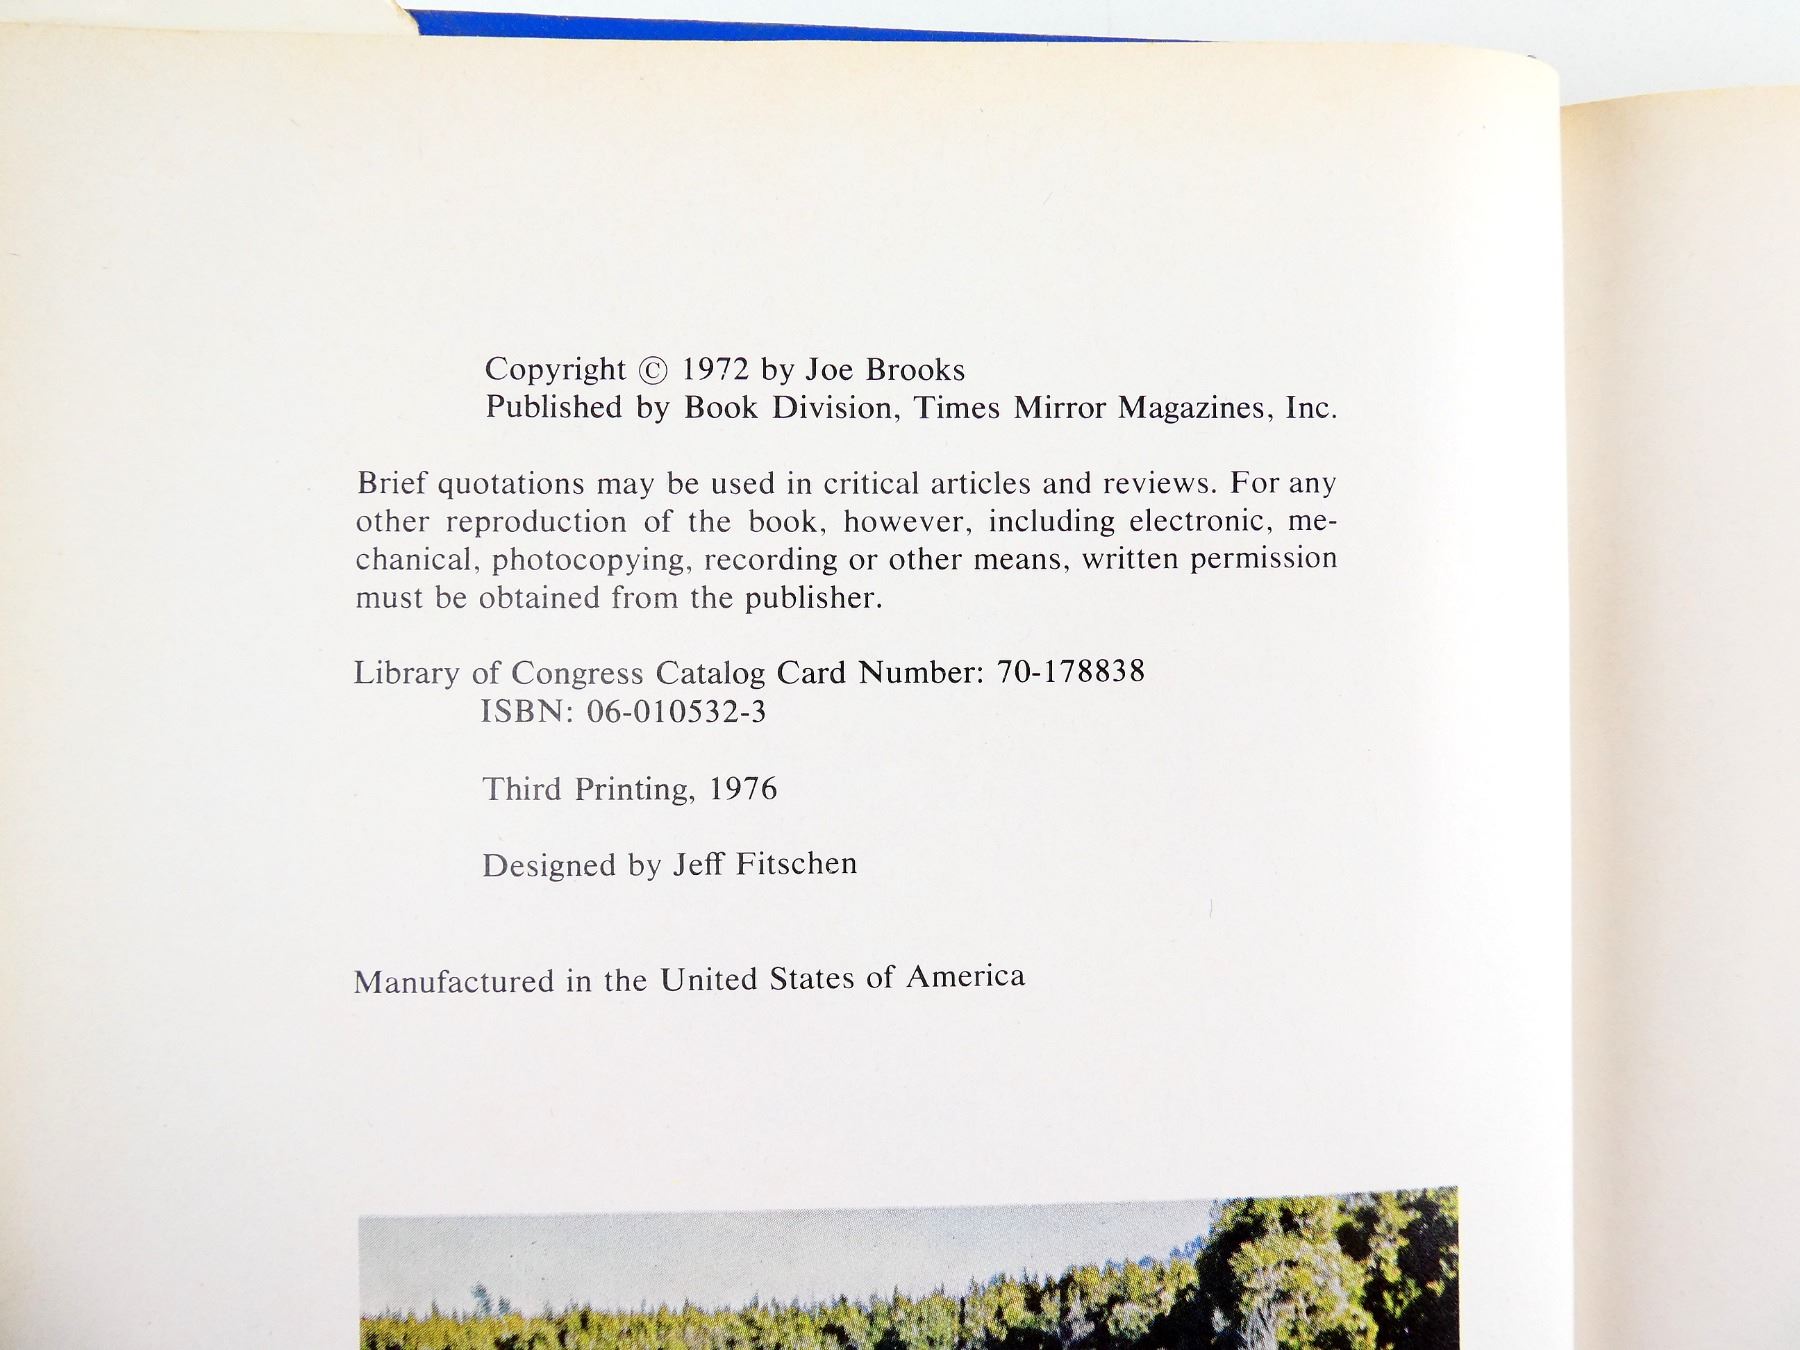 Copyright © 1972 by Joe Brooks
Published by Book Division, Times Mirror Magazines, Inc.
Brief quotations may be used in critical articles and reviews. For any
other reproduction of the book, however, including electronic, me-
chanical, photocopying, recording or other means, written permission
must be obtained from the publisher.
Library of Congress Catalog Card Number: 70-178838
ISBN: 06-010532-3
Third Printing, 1976
Designed by Jeff Fitschen
Manufactured in the United States of America